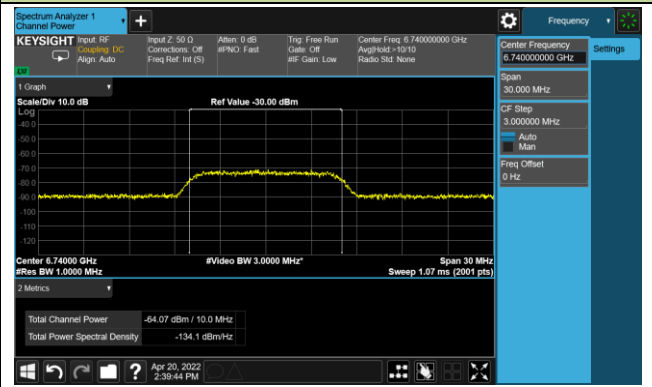 Spectrum Analyzer 1
Channel Power
Frequency
KEYSIGHT
Input: RF
Coupling: DC
Align: Auto
Input Z: 50 Ω
Corrections: Off
Freq Ref: Int (S)
Atten: 0 dB
#PNO: Fast
Trig: Free Run
Gate: Off
#IF Gain: Low
Center Freq: 6.740000000 GHz
Avg|Hold:>10/10
Radio Std: None
LXI
1 Graph
Scale/Div 10.0 dB
Ref Value -30.00 dBm
Log
-40.0
-50.0
-60.0
-70.0
-80.0
-90.0
-100
-110
-120
Center 6.74000 GHz
#Video BW 3.0000 MHz*
Span 30 MHz
#Res BW 1.0000 MHz
Sweep 1.07 ms (2001 pts)
2 Metrics
Total Channel Power -64.07 dBm / 10.0 MHz
Total Power Spectral Density -134.1 dBm/Hz
?
Apr 20, 2022
2:39:44 PM
Center Frequency
6.740000000 GHz
Settings
Span
30.000 MHz
CF Step
3.000000 MHz
Auto
Man
Freq Offset
0 Hz